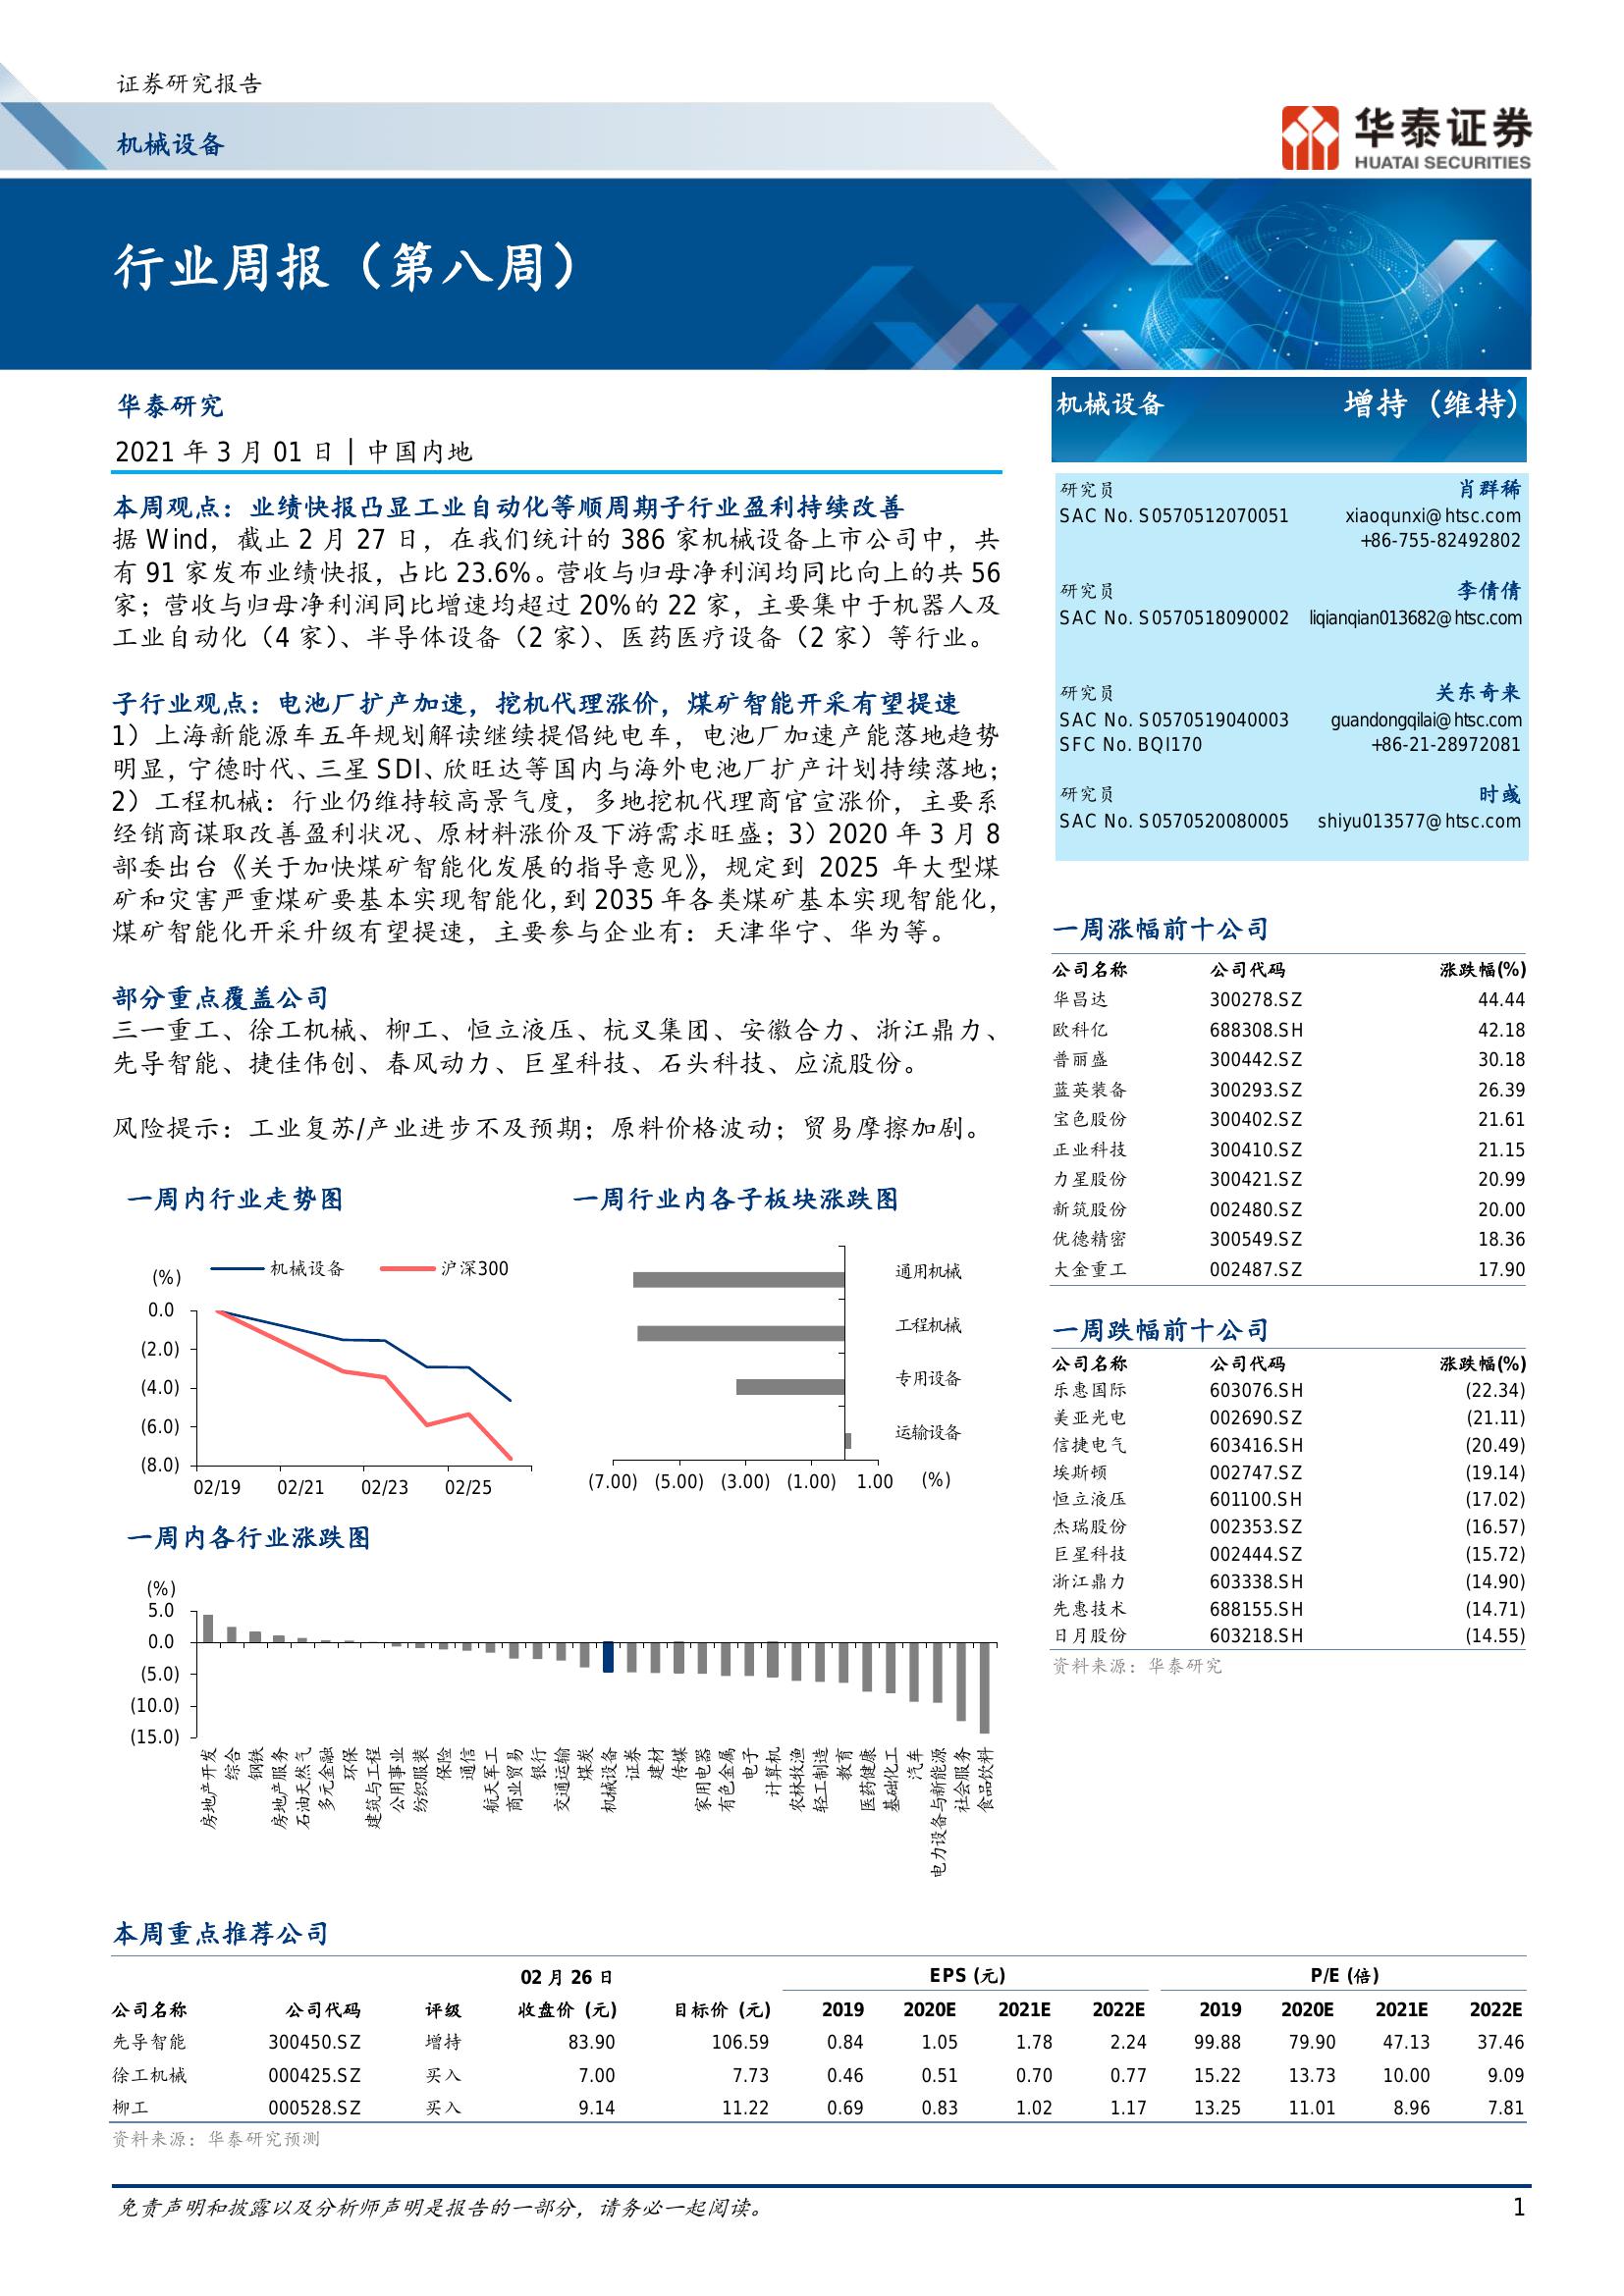 证券研究报告
机械设备
华泰证券
HUATAI SECURITIES
行业周报（第八周）
华泰研究
2021 年 3 月 01 日│中国内地
本周观点：业绩快报凸显工业自动化等顺周期子行业盈利持续改善
据 Wind，截止 2 月 27 日，在我们统计的 386 家机械设备上市公司中，共
有 91 家发布业绩快报，占比 23.6%。营收与归母净利润均同比向上的共 56
家；营收与归母净利润同比增速均超过 20%的 22 家，主要集中于机器人及
工业自动化（4 家）、半导体设备（2 家）、医药医疗设备（2 家）等行业。
子行业观点：电池厂扩产加速，挖机代理涨价，煤矿智能开采有望提速
1）上海新能源车五年规划解读继续提倡纯电车，电池厂加速产能落地趋势
明显，宁德时代、三星 SDI、欣旺达等国内与海外电池厂扩产计划持续落地；
2）工程机械：行业仍维持较高景气度，多地挖机代理商官宣涨价，主要系
经销商谋取改善盈利状况、原材料涨价及下游需求旺盛；3）2020 年 3 月 8
部委出台《关于加快煤矿智能化发展的指导意见》，规定到 2025 年大型煤
矿和灾害严重煤矿要基本实现智能化，到 2035 年各类煤矿基本实现智能化，
煤矿智能化开采升级有望提速，主要参与企业有：天津华宁、华为等。
部分重点覆盖公司
三一重工、徐工机械、柳工、恒立液压、杭叉集团、安徽合力、浙江鼎力、
先导智能、捷佳伟创、春风动力、巨星科技、石头科技、应流股份。
风险提示：工业复苏/产业进步不及预期；原料价格波动；贸易摩擦加剧。
机械设备 增持（维持）
研究员 肖群稀
SAC No. S0570512070051 xiaoqunxi@htsc.com
+86-755-82492802
研究员 李倩倩
SAC No. S0570518090002 liqianqian013682@htsc.com
研究员 关东奇来
SAC No. S0570519040003 guandongqilai@htsc.com
SFC No. BQI170 +86-21-28972081
研究员 时彧
SAC No. S0570520080005 shiyu013577@htsc.com
一周涨幅前十公司
公司名称 公司代码 涨跌幅(%)
华昌达 300278.SZ 44.44
欧科亿 688308.SH 42.18
普丽盛 300442.SZ 30.18
蓝英装备 300293.SZ 26.39
宝色股份 300402.SZ 21.61
正业科技 300410.SZ 21.15
力星股份 300421.SZ 20.99
新筑股份 002480.SZ 20.00
优德精密 300549.SZ 18.36
大金重工 002487.SZ 17.90
一周跌幅前十公司
公司名称 公司代码 涨跌幅(%)
乐惠国际 603076.SH (22.34)
美亚光电 002690.SZ (21.11)
信捷电气 603416.SH (20.49)
埃斯顿 002747.SZ (19.14)
恒立液压 601100.SH (17.02)
杰瑞股份 002353.SZ (16.57)
巨星科技 002444.SZ (15.72)
浙江鼎力 603338.SH (14.90)
先惠技术 688155.SH (14.71)
日月股份 603218.SH (14.55)
资料来源：华泰研究
一周内行业走势图
(%)
机械设备 沪深300
0.0
(2.0)
(4.0)
(6.0)
(8.0)
02/19 02/21 02/23 02/25
一周行业内各子板块涨跌图
通用机械
工程机械
专用设备
运输设备
(7.00) (5.00) (3.00) (1.00) 1.00 (%)
一周内各行业涨跌图
(%)
5.0
0.0
(5.0)
(10.0)
(15.0)
房地产开发
综合
钢铁
房地产服务
石油天然气
多元金融
环保
建筑与工程
公用事业
纺织服装
保险
通信
航天军工
商业贸易
银行
交通运输
煤炭
机械设备
证券
建材
传媒
家用电器
有色金属
电子
计算机
农林牧渔
轻工制造
教育
医药健康
基础化工
汽车
电力设备与新能源
社会服务
食品饮料
本周重点推荐公司
02 月 26 日 EPS (元) P/E (倍)
公司名称 公司代码 评级 收盘价 (元) 目标价 (元) 2019 2020E 2021E 2022E 2019 2020E 2021E 2022E
先导智能 300450.SZ 增持 83.90 106.59 0.84 1.05 1.78 2.24 99.88 79.90 47.13 37.46
徐工机械 000425.SZ 买入 7.00 7.73 0.46 0.51 0.70 0.77 15.22 13.73 10.00 9.09
柳工 000528.SZ 买入 9.14 11.22 0.69 0.83 1.02 1.17 13.25 11.01 8.96 7.81
资料来源：华泰研究预测
免责声明和披露以及分析师声明是报告的一部分，请务必一起阅读。 1